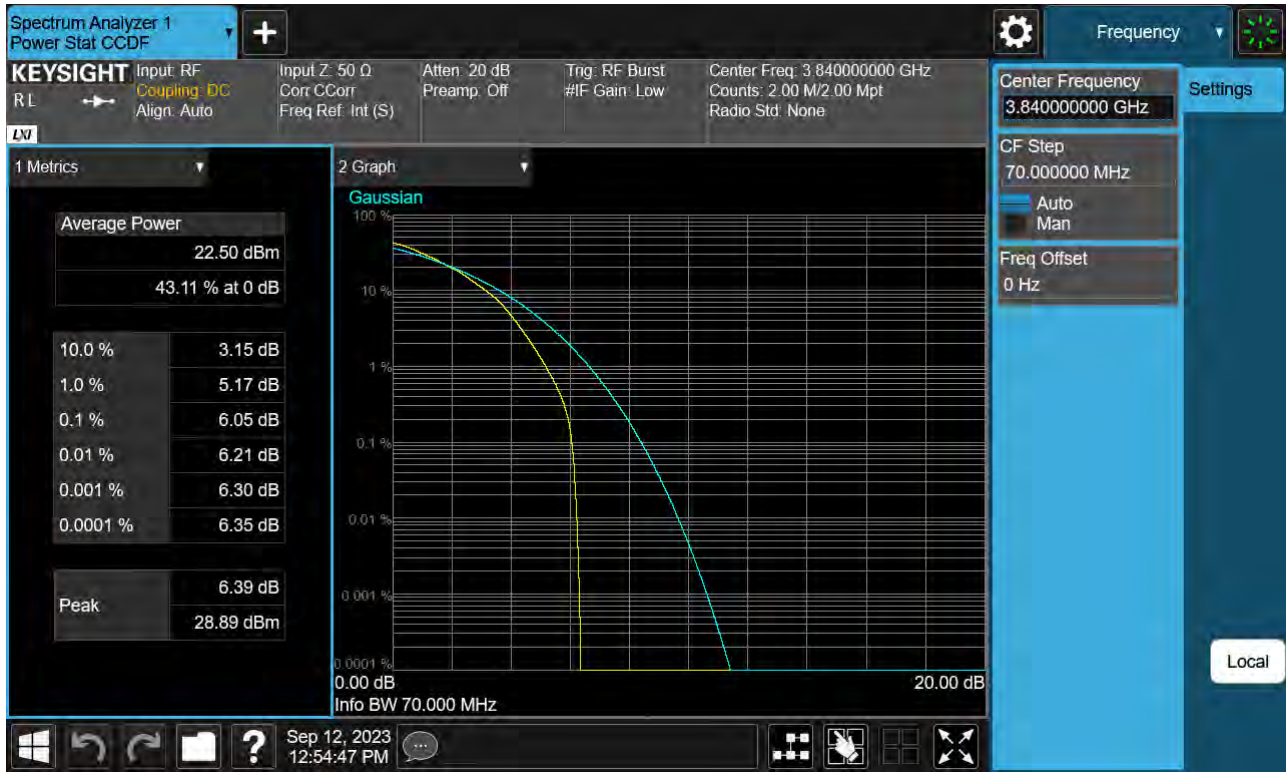 Spectrum Analyzer 1
Power Stat CCDF
+
Frequency
KEYSIGHT
RL
LXI
Input: RF
Coupling: DC
Align: Auto
Input Z: 50 Ω
Corr CCorr
Freq Ref: Int (S)
Atten: 20 dB
Preamp: Off
Trig: RF Burst
#IF Gain: Low
Center Freq: 3.840000000 GHz
Counts: 2.00 M/2.00 Mpt
Radio Std: None
Center Frequency
3.840000000 GHz
Settings
CF Step
70.000000 MHz
Auto
Man
Freq Offset
0 Hz
1 Metrics
Average Power
22.50 dBm
43.11 % at 0 dB
10.0 % 3.15 dB
1.0 % 5.17 dB
0.1 % 6.05 dB
0.01 % 6.21 dB
0.001 % 6.30 dB
0.0001 % 6.35 dB
Peak
6.39 dB
28.89 dBm
2 Graph
Gaussian
100 %
10 %
1 %
0.1 %
0.01 %
0.001 %
0.0001 %
0.00 dB
20.00 dB
Info BW 70.000 MHz
Local
?
Sep 12, 2023
12:54:47 PM